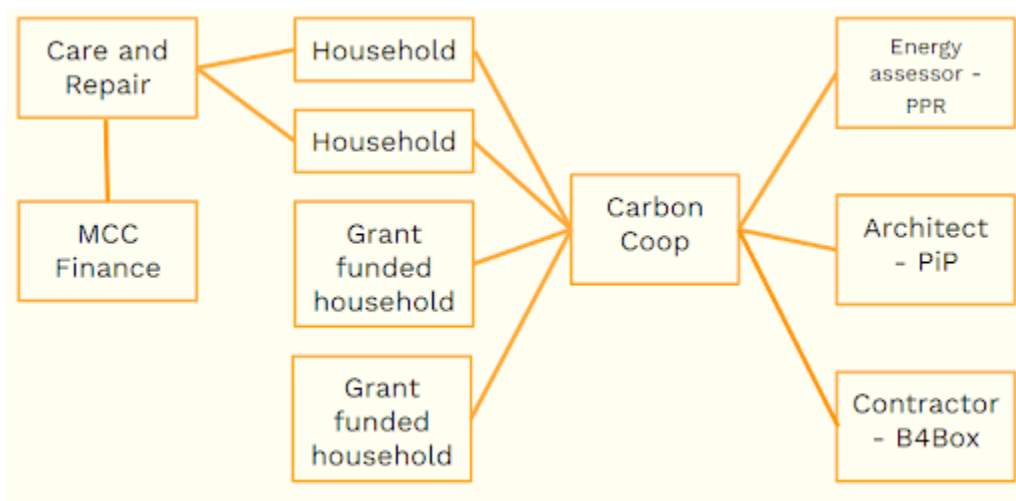 Care and
Repair
MCC
Finance
Household
Household
Grant
funded
household
Grant
funded
household
Carbon
Coop
Energy
assessor -
PPR
Architect
- PiP
Contractor
- B4Box